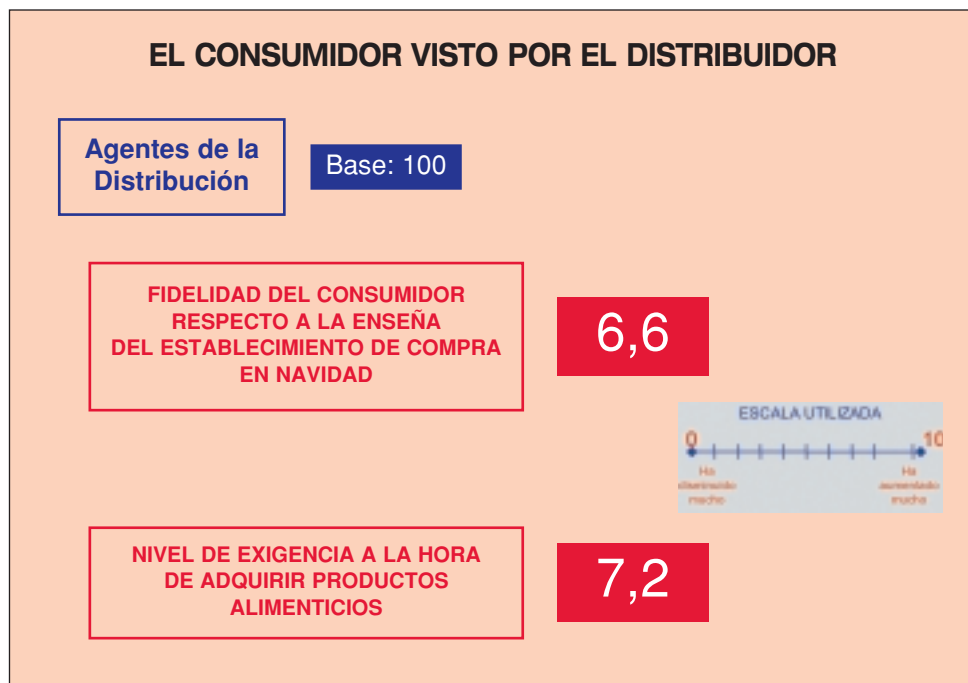 EL CONSUMIDOR VISTO POR EL DISTRIBUIDOR
Agentes de la
Distribución
Base: 100
FIDELIDAD DEL CONSUMIDOR
RESPECTO A LA ENSEÑA
DEL ESTABLECIMIENTO DE COMPRA
EN NAVIDAD
6,6
ESCALA UTILIZADA
0 10
Ha Ha
disminuido aumentado
mucho mucho
NIVEL DE EXIGENCIA A LA HORA
DE ADQUIRIR PRODUCTOS
ALIMENTICIOS
7,2